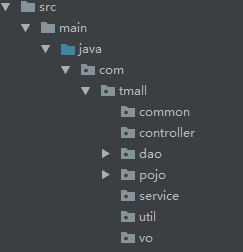 src
main
java
com
tmall
common
controller
dao
pojo
service
util
vo